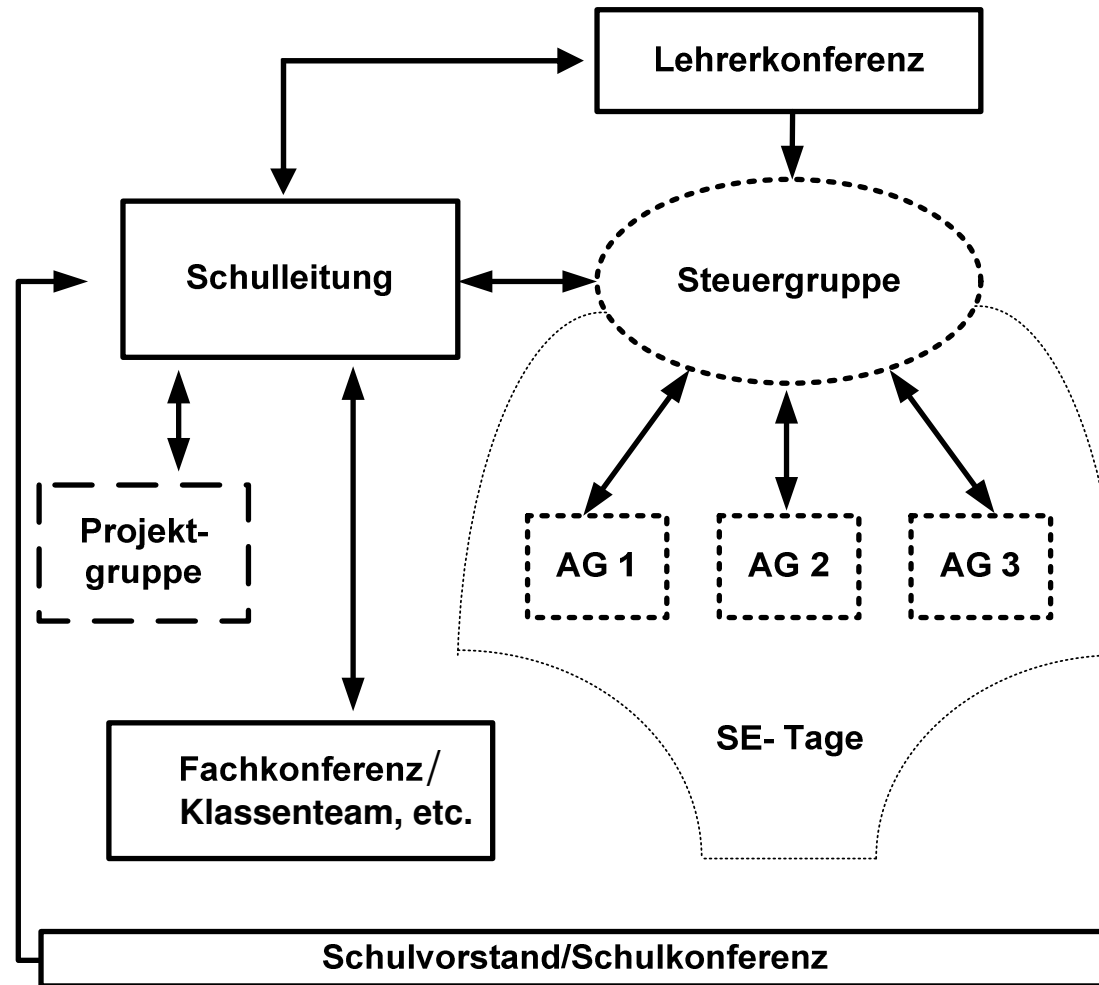 Lehrerkonferenz
Schulleitung
Steuergruppe
Projekt-
gruppe
AG 1
AG 2
AG 3
SE- Tage
Fachkonferenz/
Klassenteam, etc.
Schulvorstand/Schulkonferenz